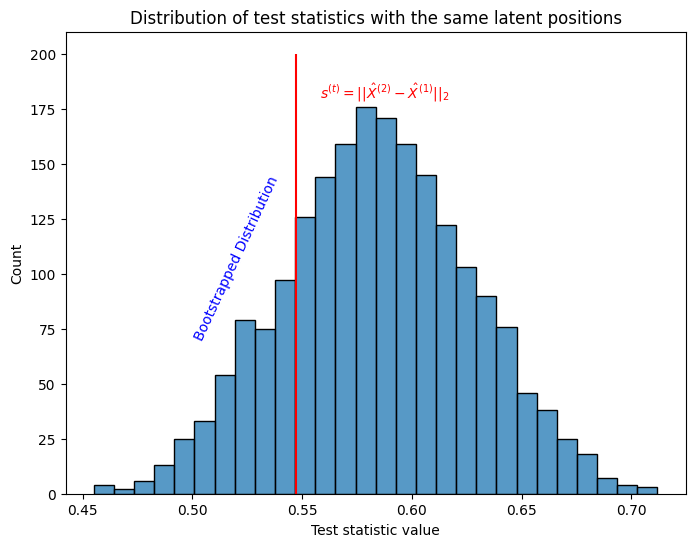 Distribution of test statistics with the same latent positions
200
175
150
125
100
75
50
25
0
Count
s^{(t)} = ||X̂^{(2)} − X̂^{(1)}||_2
Bootstrapped Distribution
0.45 0.50 0.55 0.60 0.65 0.70
Test statistic value